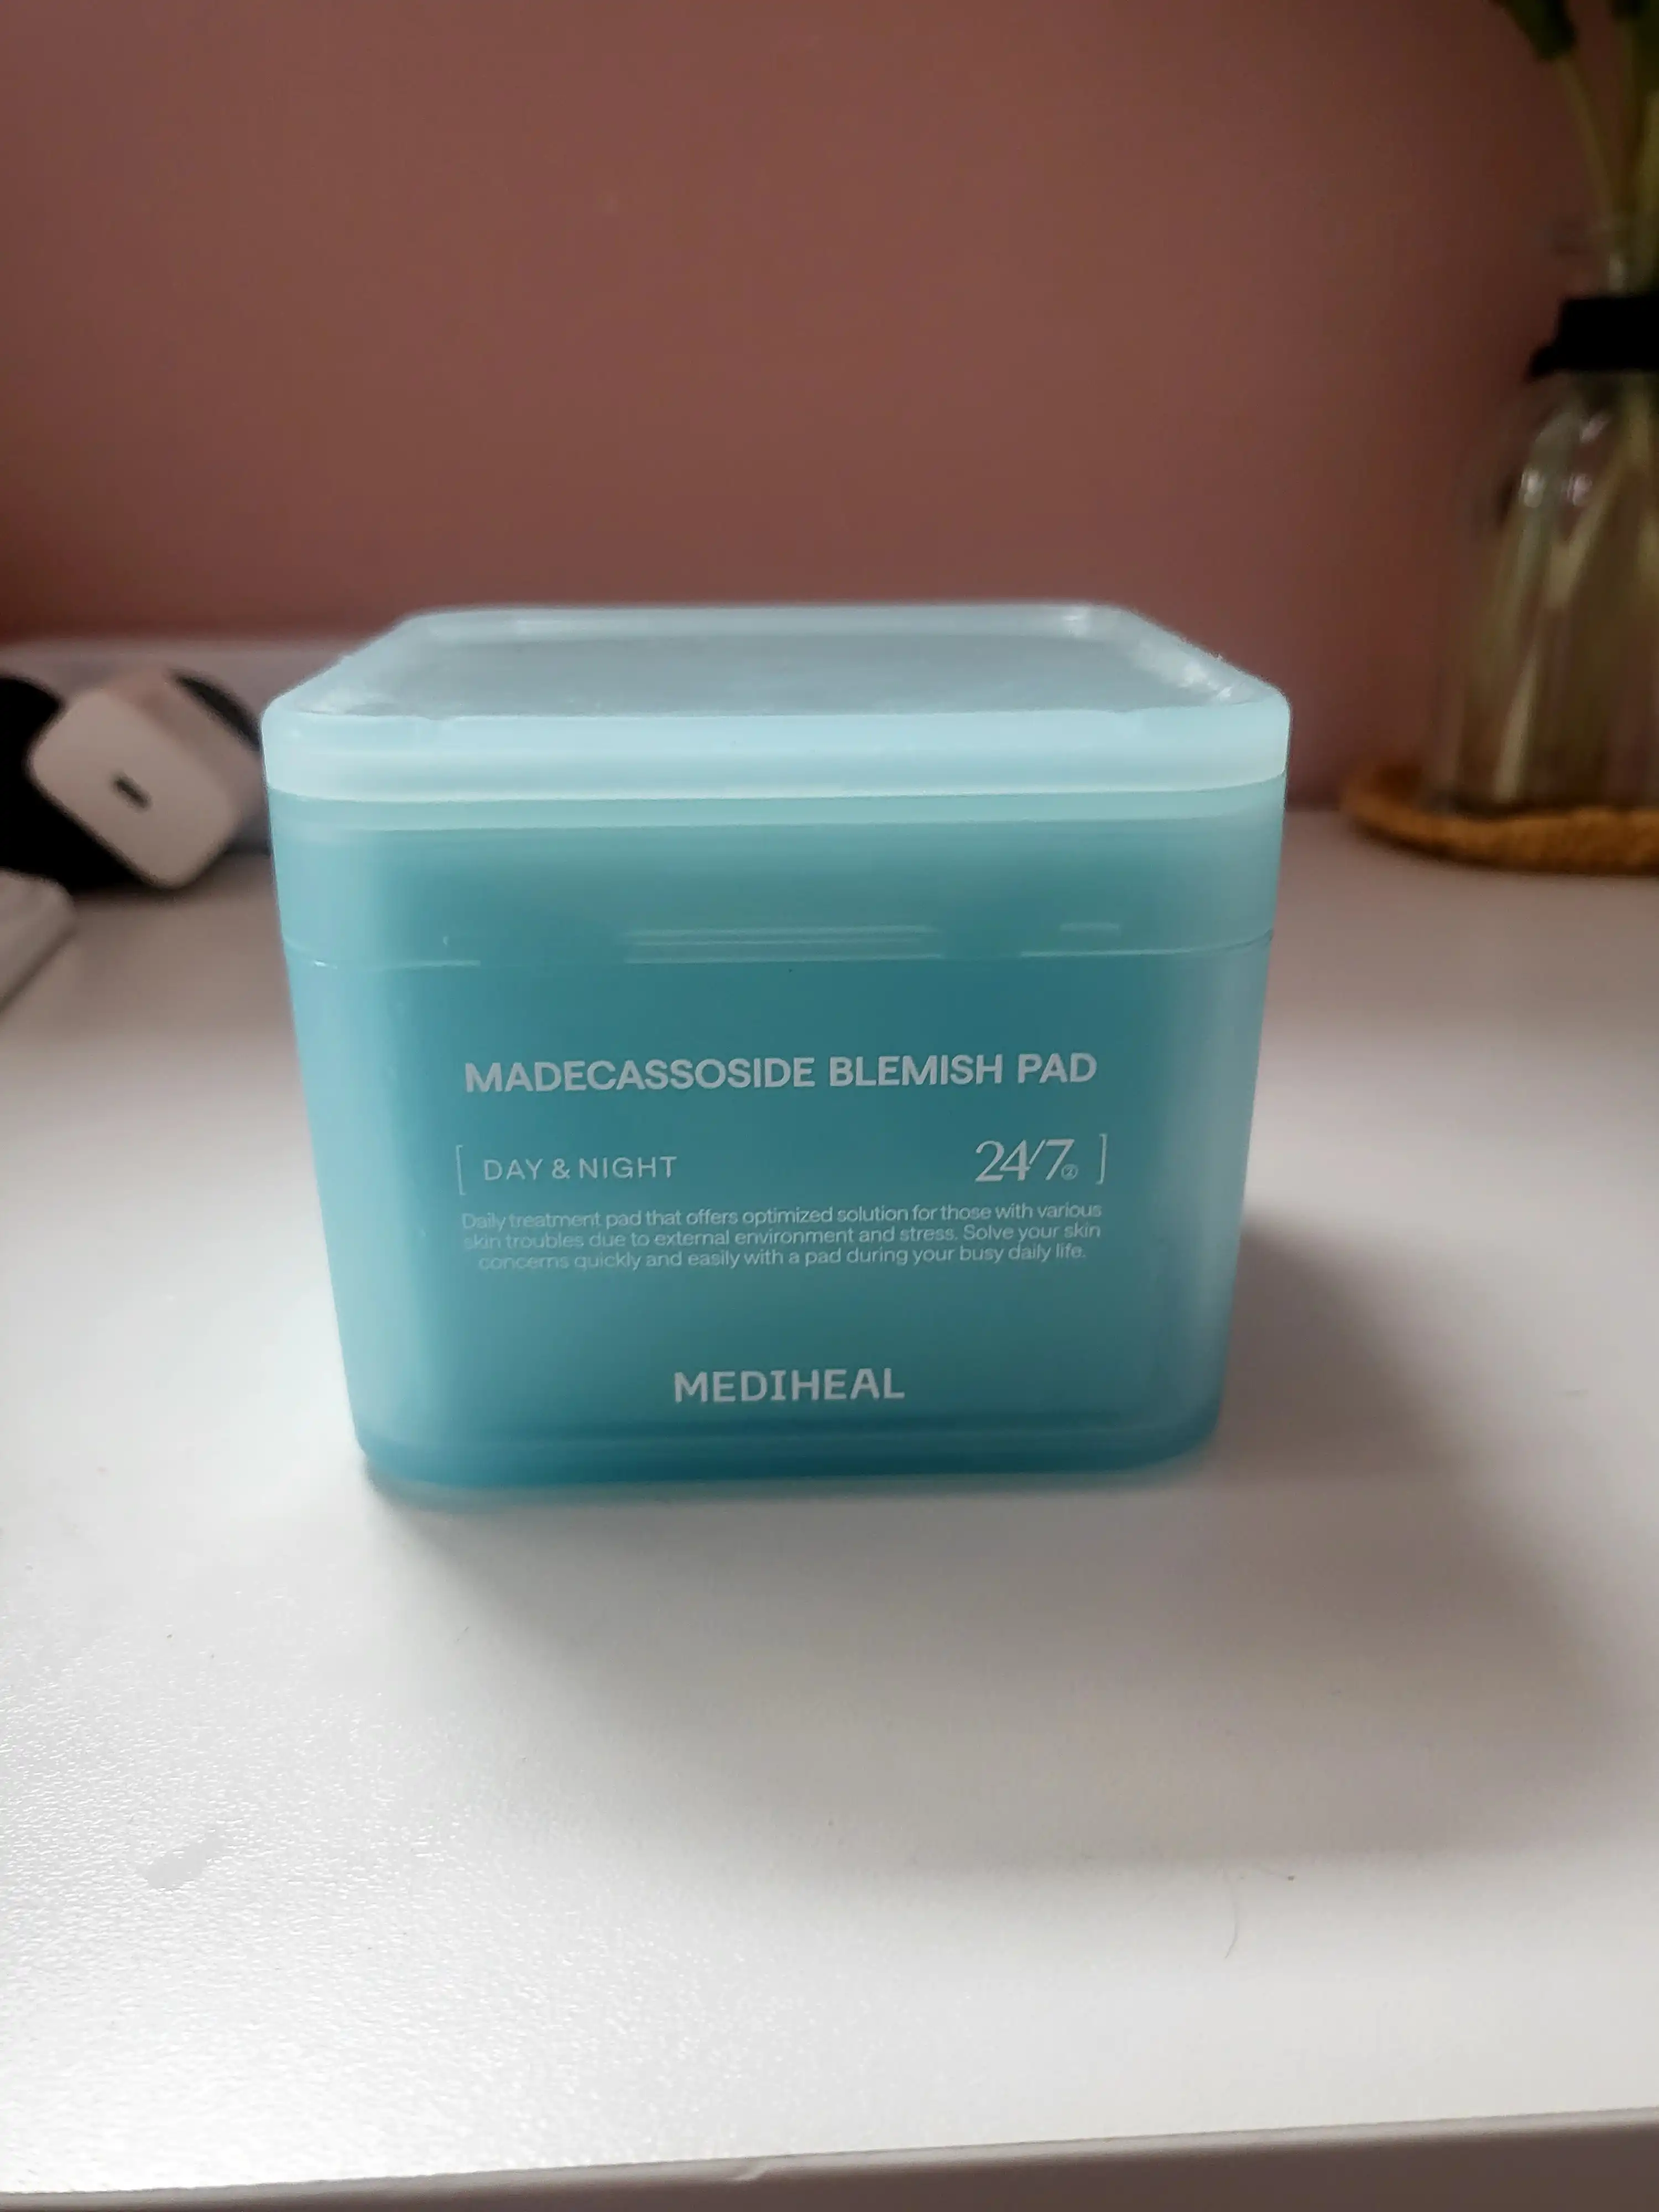 MADECASSOSIDE BLEMISH PAD
[ DAY & NIGHT 24/7② ]
Daily treatment pad that offers optimized solution for those with various
skin troubles due to external environment and stress. Solve your skin
concerns quickly and easily with a pad during your busy daily life.
MEDIHEAL